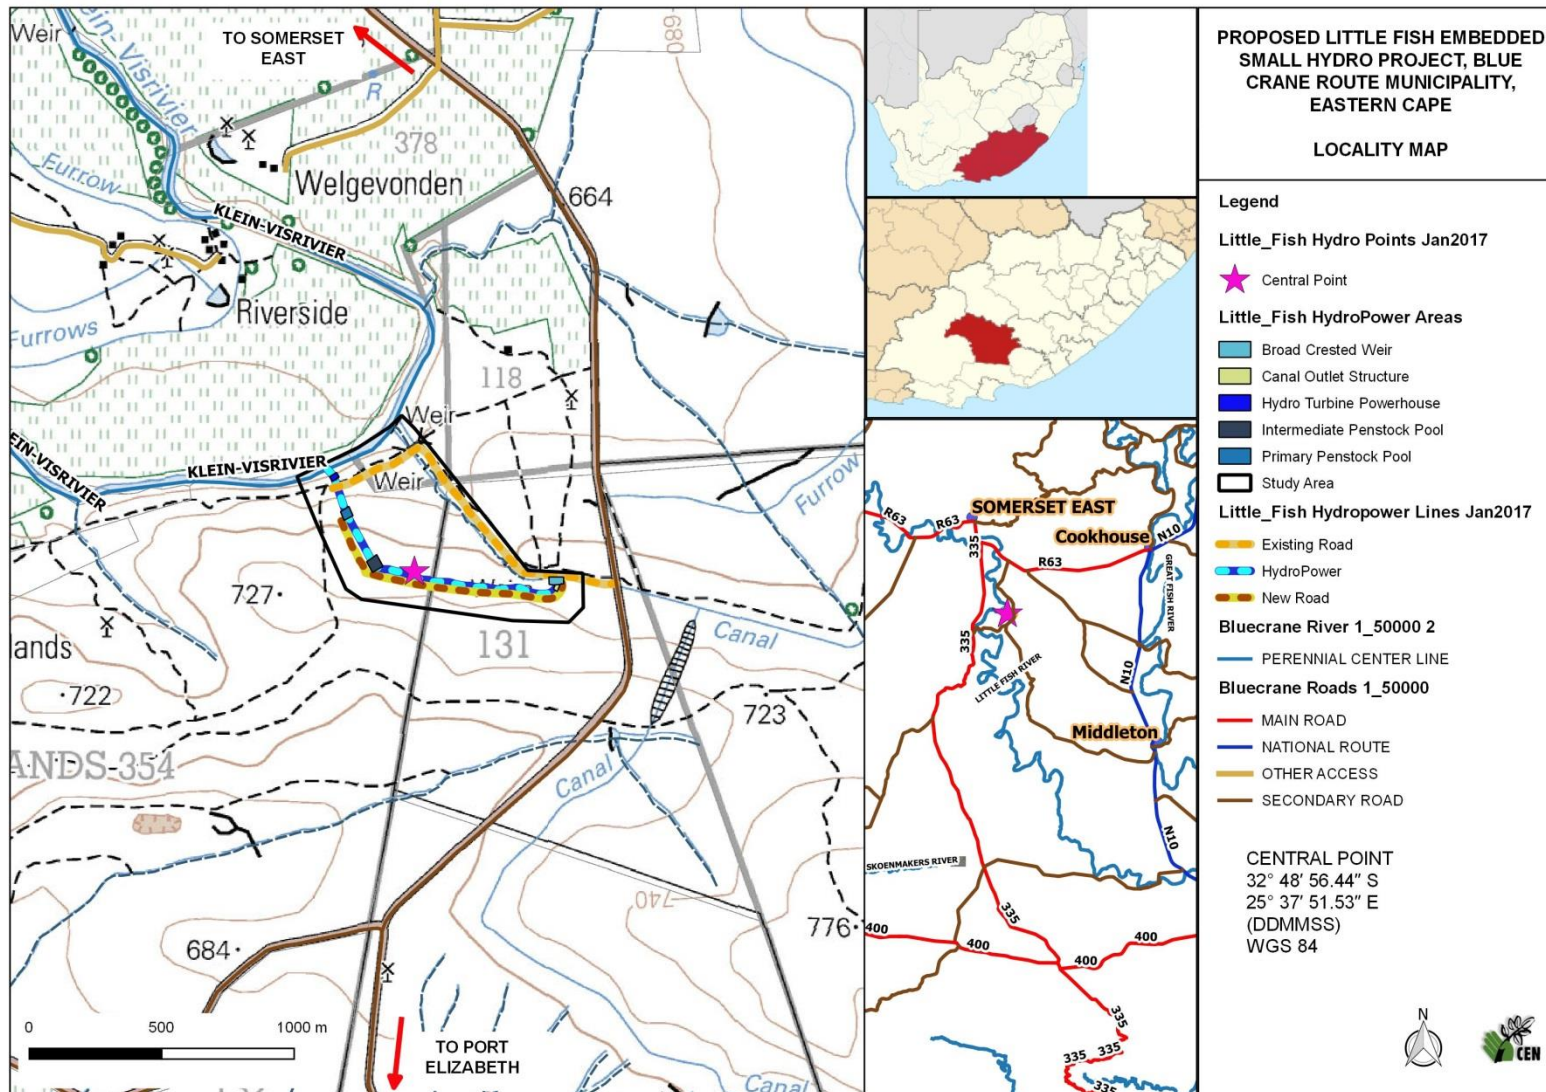 Weir
KLEIN-Visrivier
TO SOMERSET
EAST
R
680
378
Furrow
Welgevonden
664
KLEIN-VISRIVIER
Riverside
Furrows
118
Weir
KLEIN-VISRIVIER
EIN-VISRIVIER
Weir
Furrow
727
lands
131
Canal
722
723
ANDS 354
Canal
740
776
684
0 500 1000 m
TO PORT
ELIZABETH
Canal
SOMERSET EAST
R63
R63
335
Cookhouse
N10
R63
GREAT FISH RIVER
335
LITTLE FISH RIVER
N10
Middleton
N10
SKOENMAKERS RIVER
335
400
400
400
335
335
335
335
PROPOSED LITTLE FISH EMBEDDED
SMALL HYDRO PROJECT, BLUE
CRANE ROUTE MUNICIPALITY,
EASTERN CAPE
LOCALITY MAP
Legend
Little_Fish Hydro Points Jan2017
Central Point
Little_Fish HydroPower Areas
Broad Crested Weir
Canal Outlet Structure
Hydro Turbine Powerhouse
Intermediate Penstock Pool
Primary Penstock Pool
Study Area
Little_Fish Hydropower Lines Jan2017
Existing Road
HydroPower
New Road
Bluecrane River 1_50000 2
PERENNIAL CENTER LINE
Bluecrane Roads 1_50000
MAIN ROAD
NATIONAL ROUTE
OTHER ACCESS
SECONDARY ROAD
CENTRAL POINT
32° 48' 56.44" S
25° 37' 51.53" E
(DDMMSS)
WGS 84
N
CEN